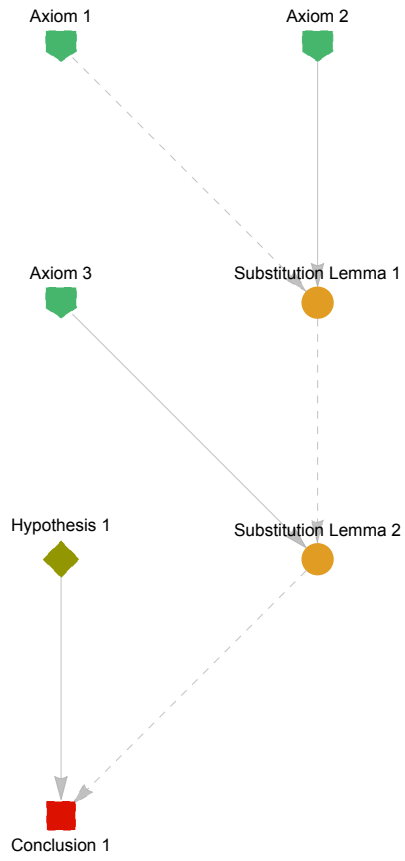 Axiom 1
Axiom 2
Axiom 3
Substitution Lemma 1
Hypothesis 1
Substitution Lemma 2
Conclusion 1